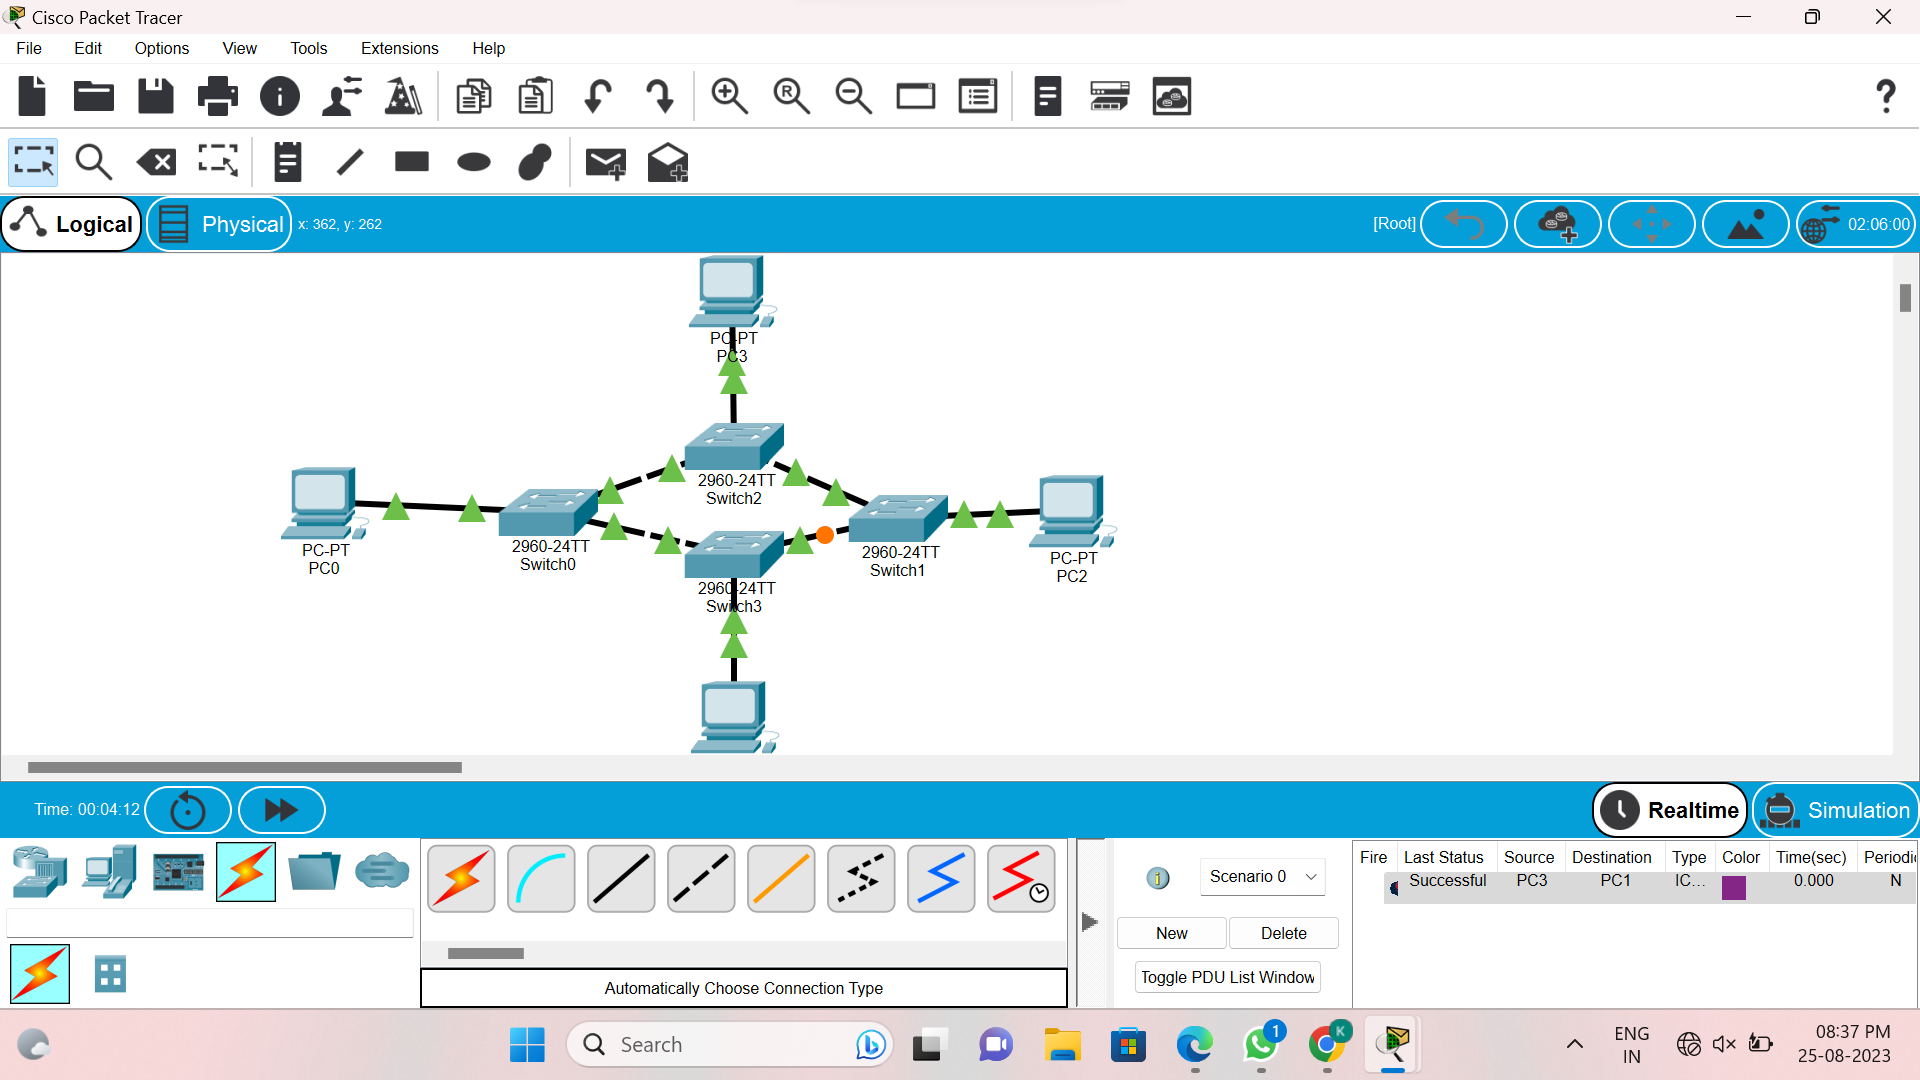 Cisco Packet Tracer
File Edit Options View Tools Extensions Help
Logical Physical x: 362, y: 262 [Root] 02:06:00
PC-PT
PC3
2960-24TT
Switch2
PC-PT
PC0
2960-24TT
Switch0
2960-24TT
Switch3
2960-24TT
Switch1
PC-PT
PC2
Time: 00:04:12 Realtime Simulation
Fire Last Status Source Destination Type Color Time(sec) Periodic
Successful PC3 PC1 IC... 0.000 N
Scenario 0
New Delete
Toggle PDU List Window
Automatically Choose Connection Type
Search
1
K
ENG
IN
08:37 PM
25-08-2023